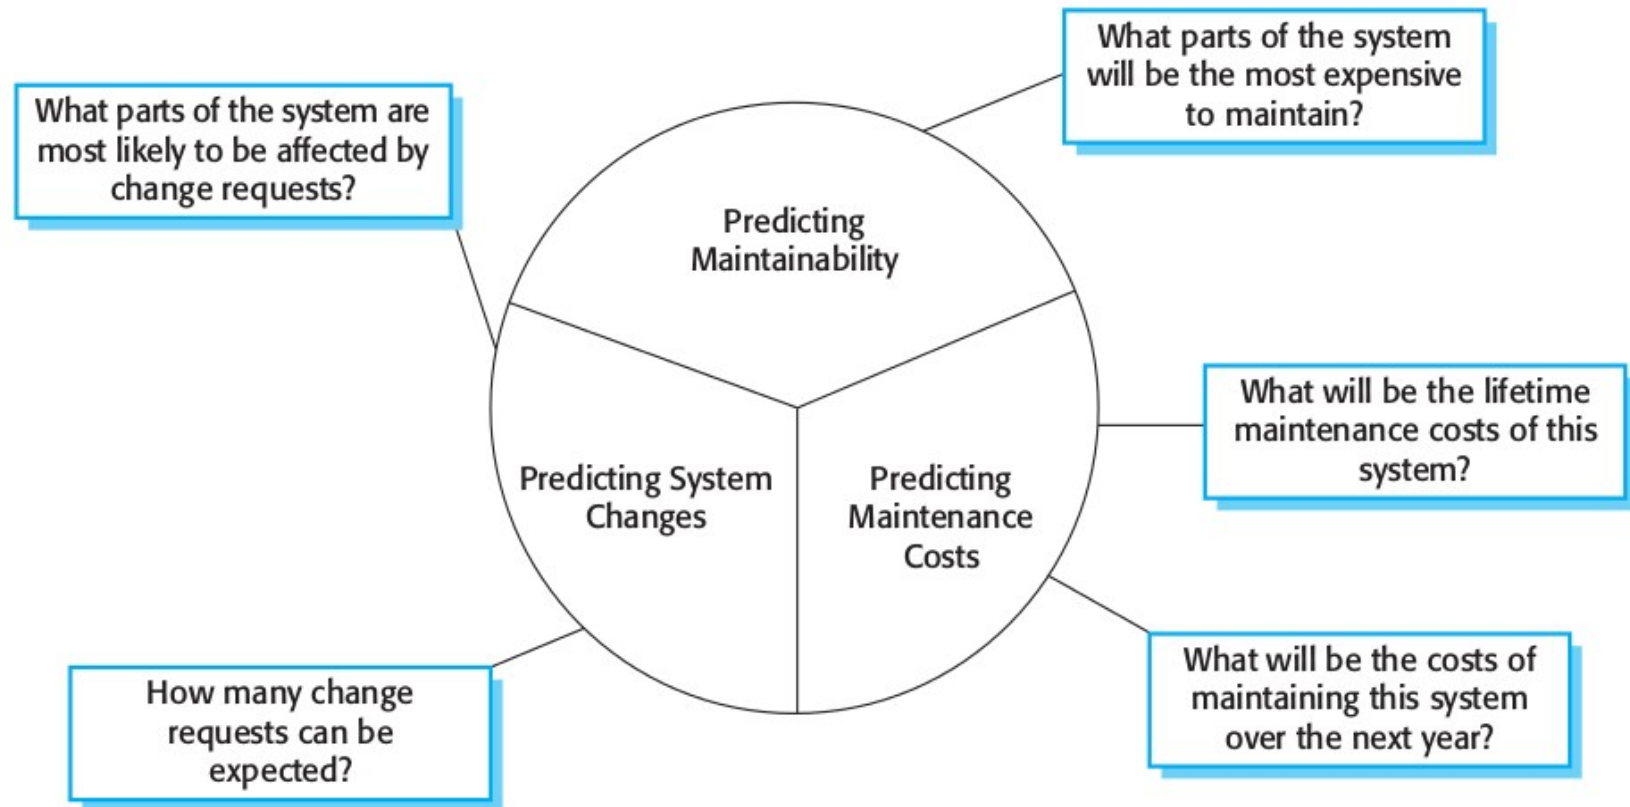 What parts of the system
will be the most expensive
to maintain?
What parts of the system are
most likely to be affected by
change requests?
Predicting
Maintainability
What will be the lifetime
maintenance costs of this
system?
Predicting System
Changes
Predicting
Maintenance
Costs
What will be the costs of
maintaining this system
over the next year?
How many change
requests can be
expected?